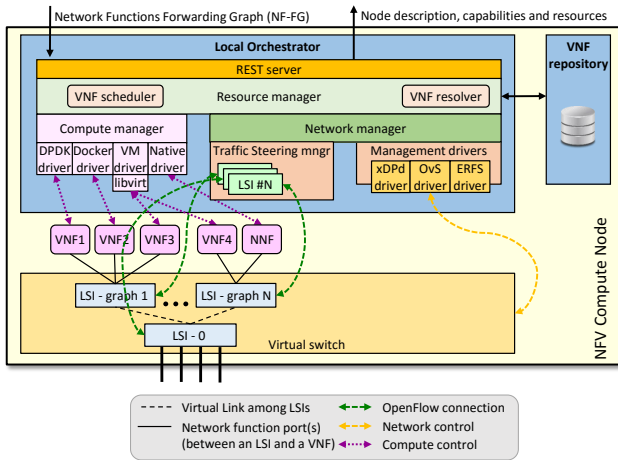 Network Functions Forwarding Graph (NF-FG)
Node description, capabilities and resources
Local Orchestrator
VNF
repository
REST server
VNF scheduler
Resource manager
VNF resolver
Compute manager
Network manager
DPDK
driver
Docker
driver
VM
driver
Native
driver
libvirt
Traffic Steering mngr
LSI #N
Management drivers
xDPd
driver
OvS
driver
ERFS
driver
VNF1
VNF2
VNF3
VNF4
NNF
LSI - graph 1
LSI - graph N
LSI - 0
Virtual switch
NFV Compute Node
Virtual Link among LSIs
Network function port(s)
(between an LSI and a VNF)
OpenFlow connection
Network control
Compute control